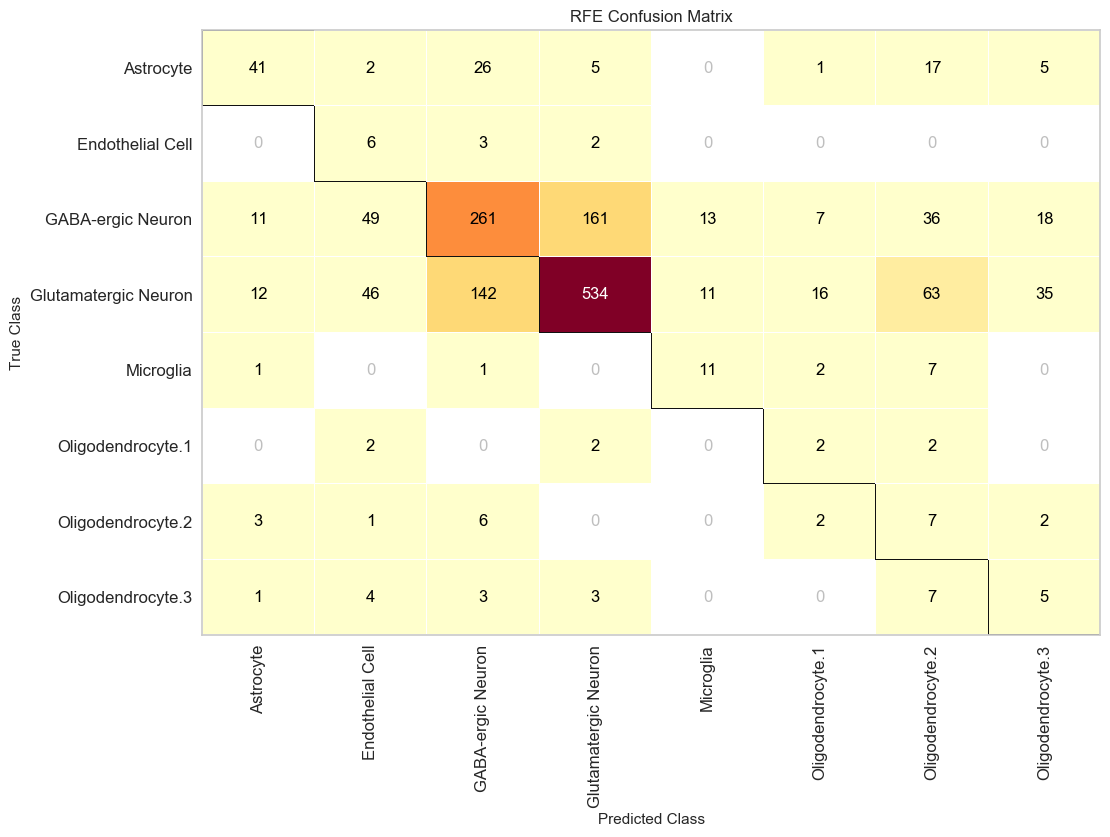 RFE Confusion Matrix
True Class
Astrocyte 41 2 26 5 0 1 17 5
Endothelial Cell 0 6 3 2 0 0 0 0
GABA-ergic Neuron 11 49 261 161 13 7 36 18
Glutamatergic Neuron 12 46 142 534 11 16 63 35
Microglia 1 0 1 0 11 2 7 0
Oligodendrocyte.1 0 2 0 2 0 2 2 0
Oligodendrocyte.2 3 1 6 0 0 2 7 2
Oligodendrocyte.3 1 4 3 3 0 0 7 5
Astrocyte
Endothelial Cell
GABA-ergic Neuron
Glutamatergic Neuron
Microglia
Oligodendrocyte.1
Oligodendrocyte.2
Oligodendrocyte.3
Predicted Class